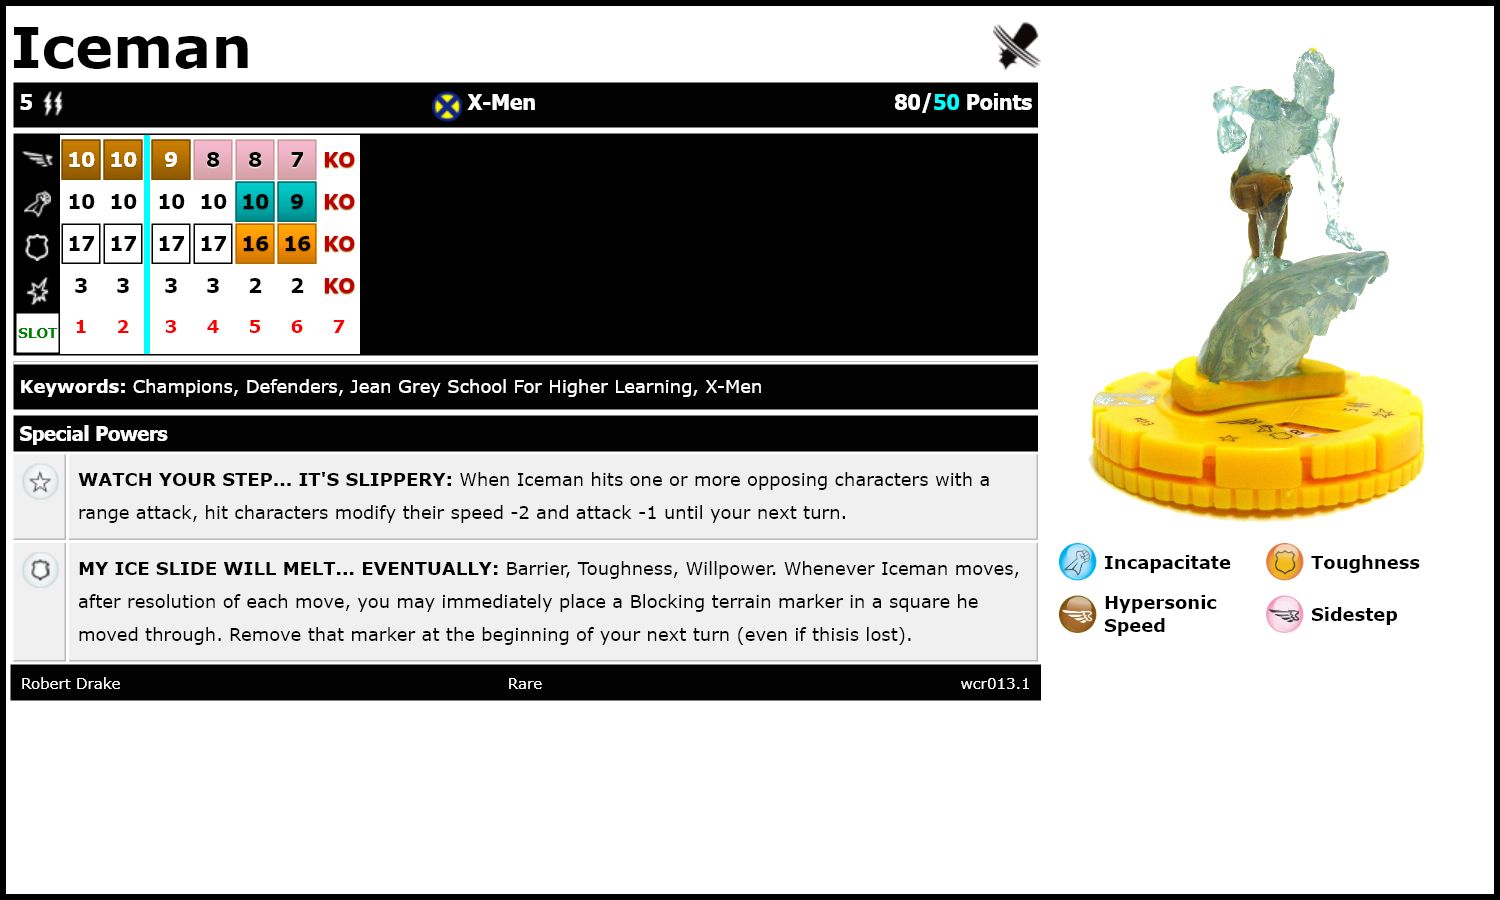 Iceman
5 X-Men 80/50 Points
10 10 9 8 8 7 KO
10 10 10 10 10 9 KO
17 17 17 17 16 16 KO
3 3 3 3 2 2 KO
SLOT 1 2 3 4 5 6 7
Keywords: Champions, Defenders, Jean Grey School For Higher Learning, X-Men
Special Powers
WATCH YOUR STEP... IT'S SLIPPERY: When Iceman hits one or more opposing characters with a
range attack, hit characters modify their speed -2 and attack -1 until your next turn.
MY ICE SLIDE WILL MELT... EVENTUALLY: Barrier, Toughness, Willpower. Whenever Iceman moves,
after resolution of each move, you may immediately place a Blocking terrain marker in a square he
moved through. Remove that marker at the beginning of your next turn (even if thisis lost).
Robert Drake Rare wcr013.1
Incapacitate Toughness
Hypersonic
Speed
Sidestep